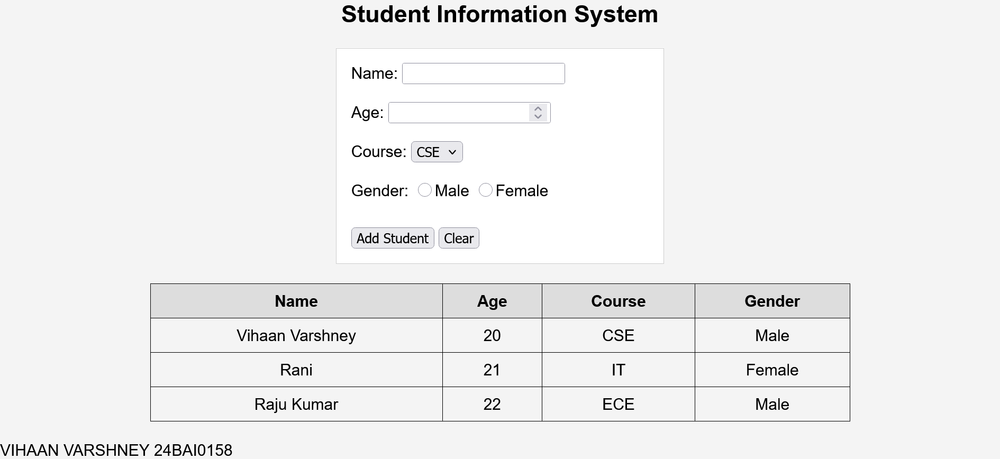 Student Information System
Name:
Age:
Course: CSE
Gender: Male Female
Add Student Clear
Name Age Course Gender
Vihaan Varshney 20 CSE Male
Rani 21 IT Female
Raju Kumar 22 ECE Male
VIHAAN VARSHNEY 24BAI0158